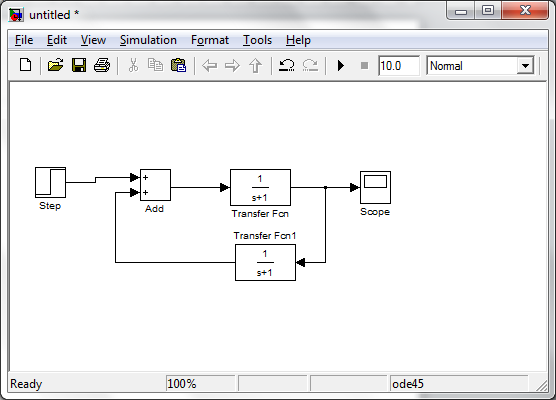 untitled *
File Edit View Simulation Format Tools Help
10.0 Normal
+
+
Step
Add
1
s+1
Transfer Fcn
Scope
Transfer Fcn1
1
s+1
Ready 100% ode45